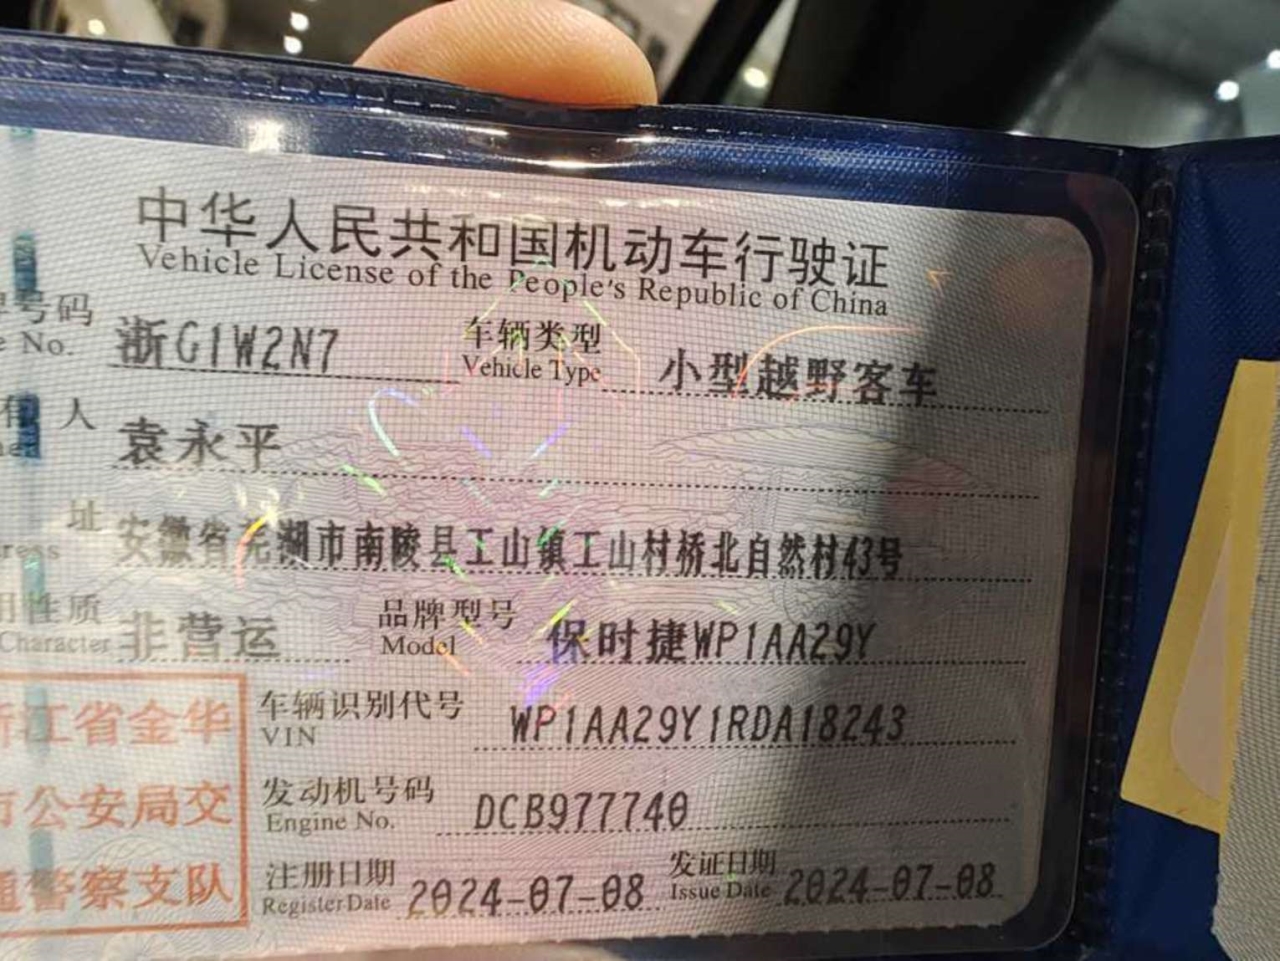 中华人民共和国机动车行驶证
Vehicle License of the People's Republic of China
号码 浙G1W2N7 车辆类型 小型越野客车
No. Vehicle Type
人 袁永平
址 安徽省芜湖市南陵县工山镇工山村桥北自然村43号
性质 非营运 品牌型号 保时捷WP1AA29Y
Character Model
江省金华 车辆识别代号 WP1AA29Y1RDA18243
VIN
公安局交 发动机号码 DCB977740
Engine No.
警察支队 注册日期 2024-07-08 发证日期 2024-07-08
Register Date Issue Date